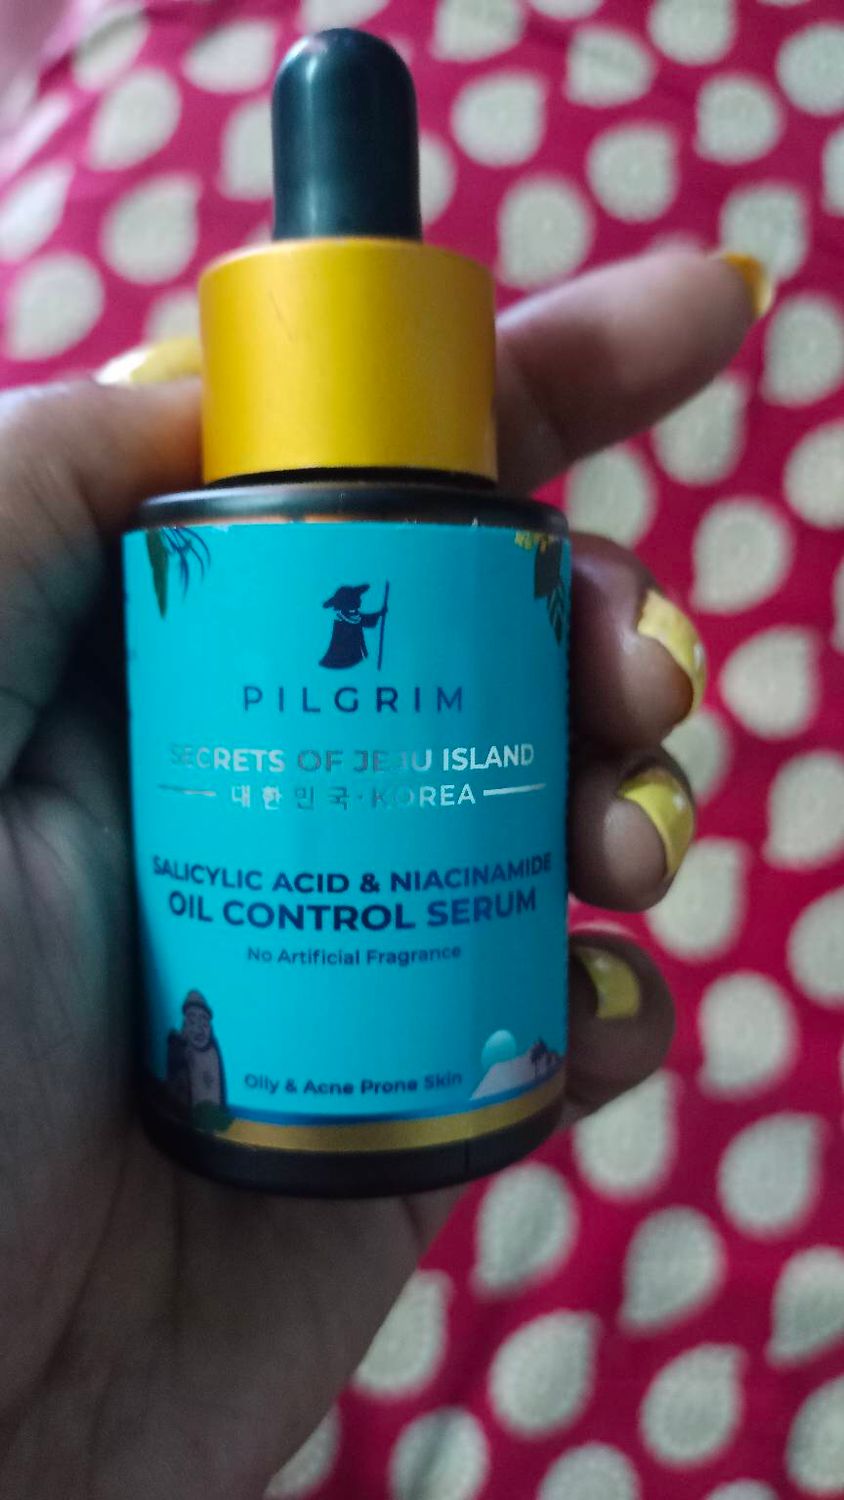 PILGRIM
SECRETS OF JEJU ISLAND
대한민국·KOREA
SALICYLIC ACID & NIACINAMIDE
OIL CONTROL SERUM
No Artificial Fragrance
Oily & Acne Prone Skin